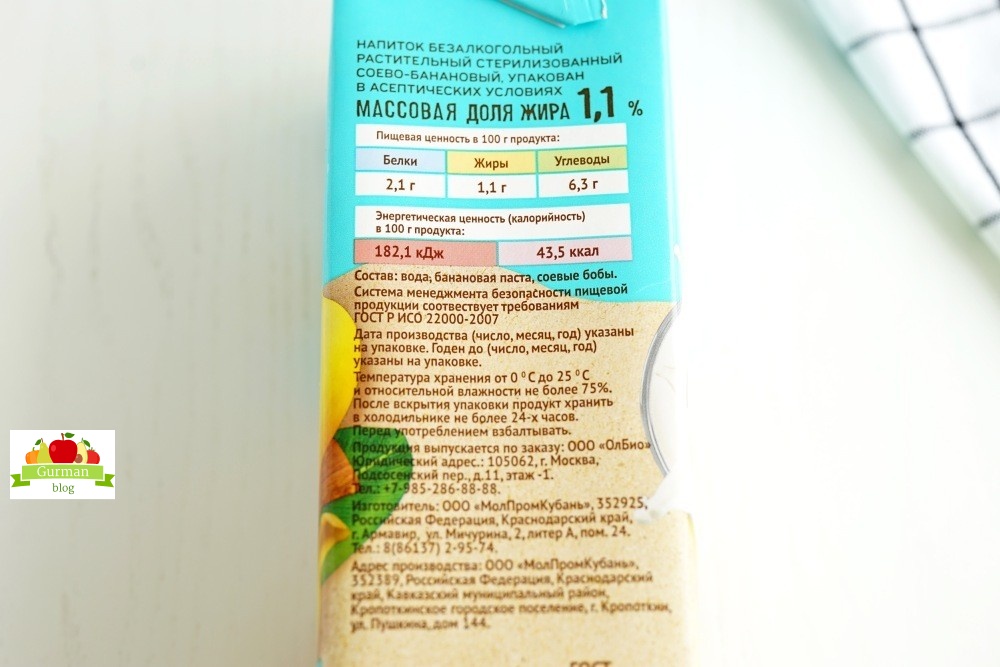 НАПИТОК БЕЗАЛКОГОЛЬНЫЙ
РАСТИТЕЛЬНЫЙ СТЕРИЛИЗОВАННЫЙ
СОЕВО-БАНАНОВЫЙ, УПАКОВАН
В АСЕПТИЧЕСКИХ УСЛОВИЯХ
МАССОВАЯ ДОЛЯ ЖИРА 1,1 %
Пищевая ценность в 100 г продукта:
Белки Жиры Углеводы
2,1 г 1,1 г 6,3 г
Энергетическая ценность (калорийность)
в 100 г продукта:
182,1 кДж 43,5 ккал
Состав: вода, банановая паста, соевые бобы.
Система менеджмента безопасности пищевой
продукции соотвествует требованиям
ГОСТ Р ИСО 22000-2007
Дата производства (число, месяц, год) указаны
на упаковке. Годен до (число, месяц, год)
указаны на упаковке.
Температура хранения от 0 °С до 25 °С
и относительной влажности не более 75%.
После вскрытия упаковки продукт хранить
в холодильнике не более 24-х часов.
Перед употреблением взбалтывать.
Продукция выпускается по заказу: ООО «ОлБио»
Юридический адрес.: 105062, г. Москва,
Подсосенский пер., д.11, этаж -1.
Тел.: +7-985-286-88-88.
Изготовитель: ООО «МолПромКубань», 352925,
Российская Федерация, Краснодарский край,
г. Армавир, ул. Мичурина, 2, литер А, пом. 24.
Тел.: 8(86137) 2-95-74.
Адрес производства: ООО «МолПромКубань»,
352389, Российская Федерация, Краснодарский
край, Кавказский муниципальный район,
Кропоткинское городское поселение, г. Кропоткин,
ул. Пушкина, дом 144.
ГОСТ
Gurman
blog